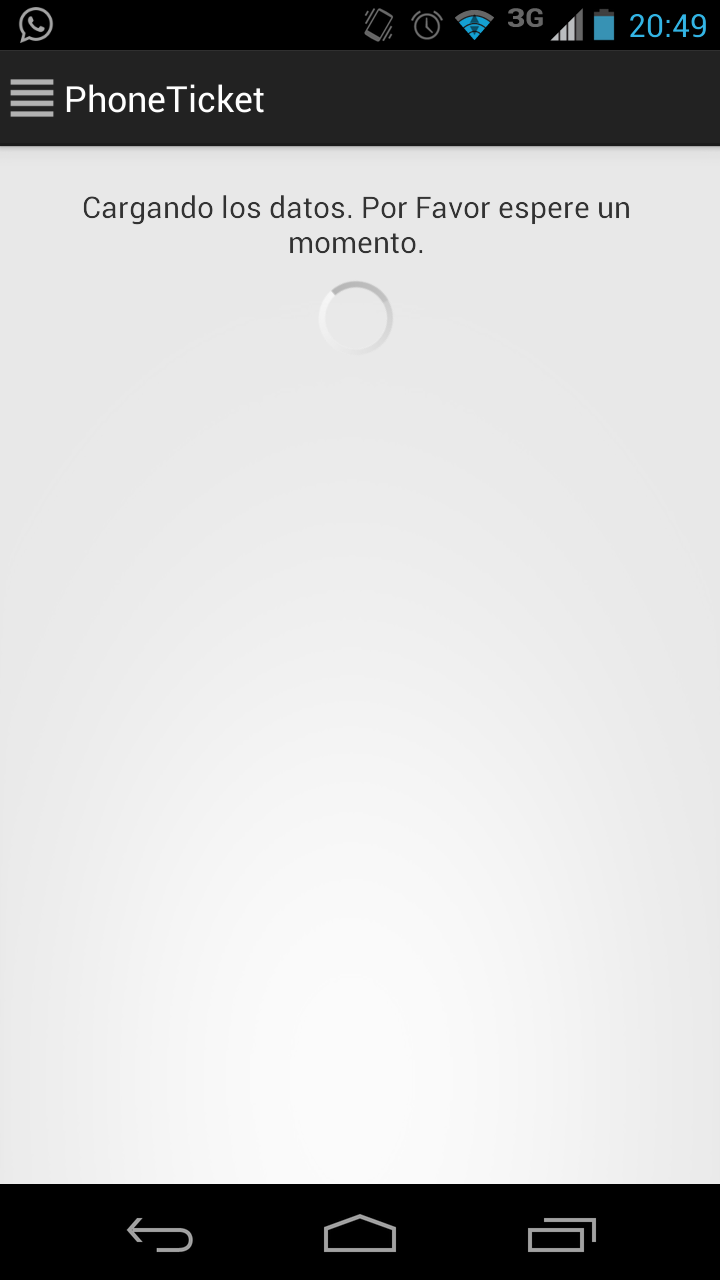 3G 20:49
PhoneTicket
Cargando los datos. Por Favor espere un
momento.